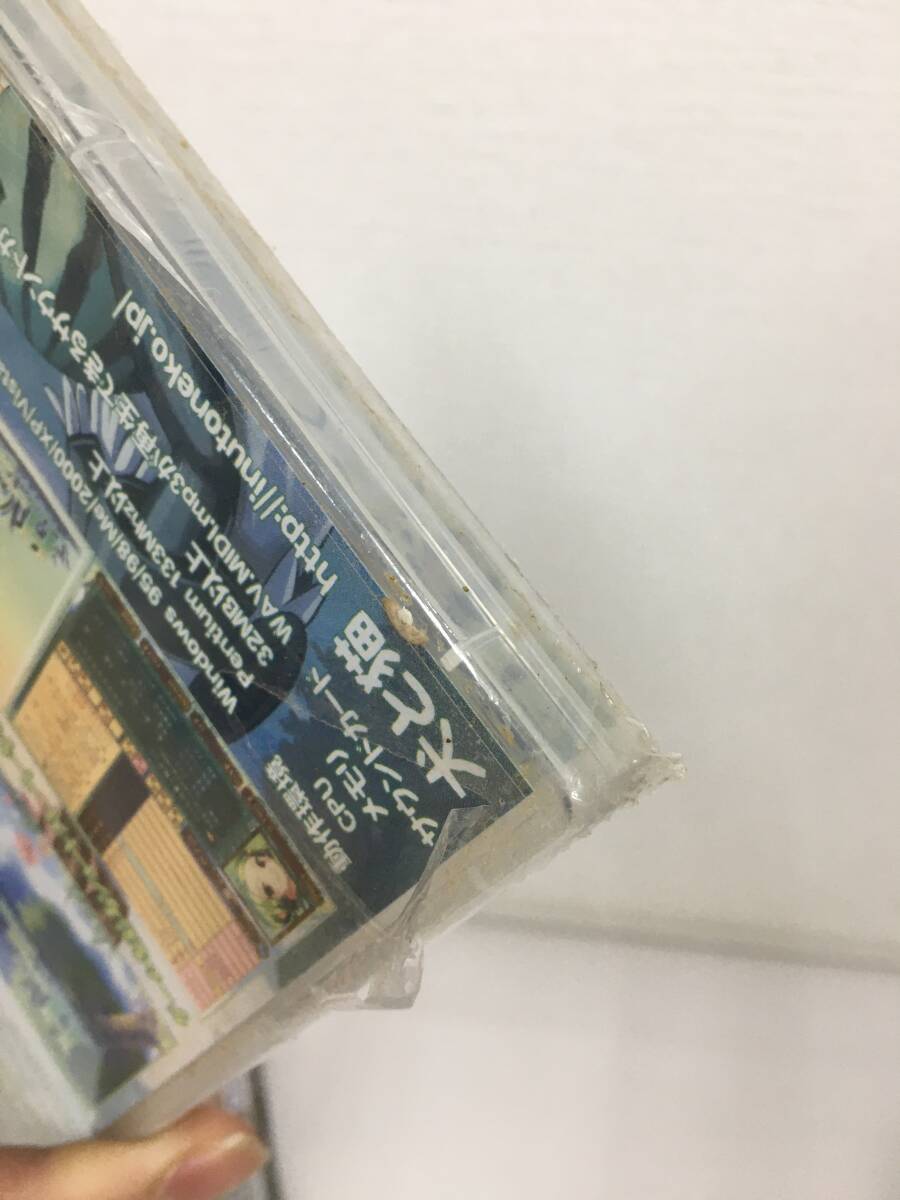 動作環境 Windows 95/98/Me/2000/XP/Vista
CPU Pentium 133Mhz以上
メモリ 32MB以上
サウンドカード WAV.MIDI.mp3が再生できるサウンドカ
犬と猫 http://inutoneko.jp/